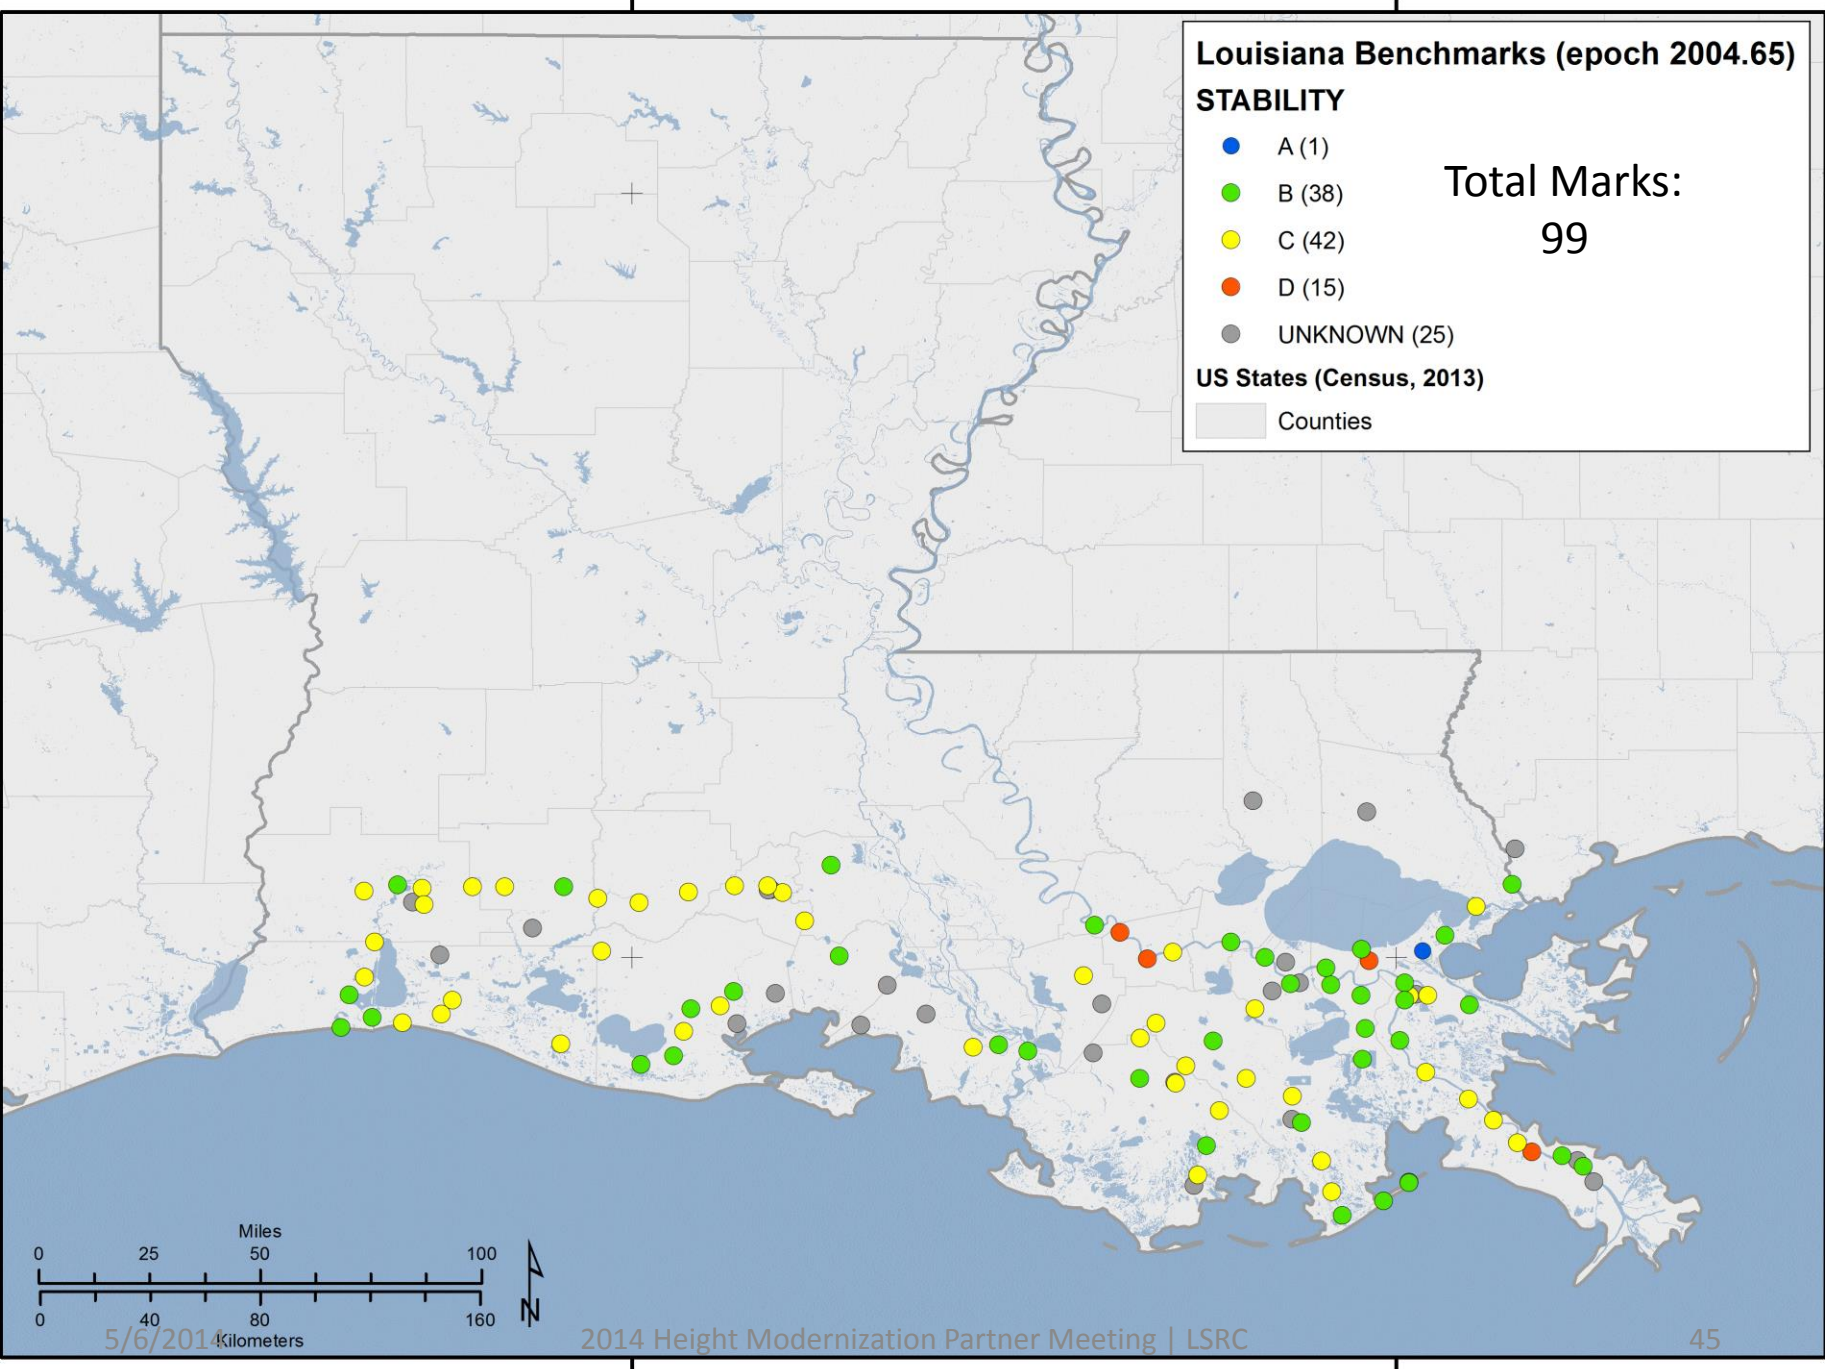 Louisiana Benchmarks (epoch 2004.65)
STABILITY
A (1)
B (38)
C (42)
D (15)
UNKNOWN (25)
Total Marks:
99
US States (Census, 2013)
Counties
Miles
0 25 50 100
0 40 80 160
Kilometers
N
5/6/2014
2014 Height Modernization Partner Meeting | LSRC
45